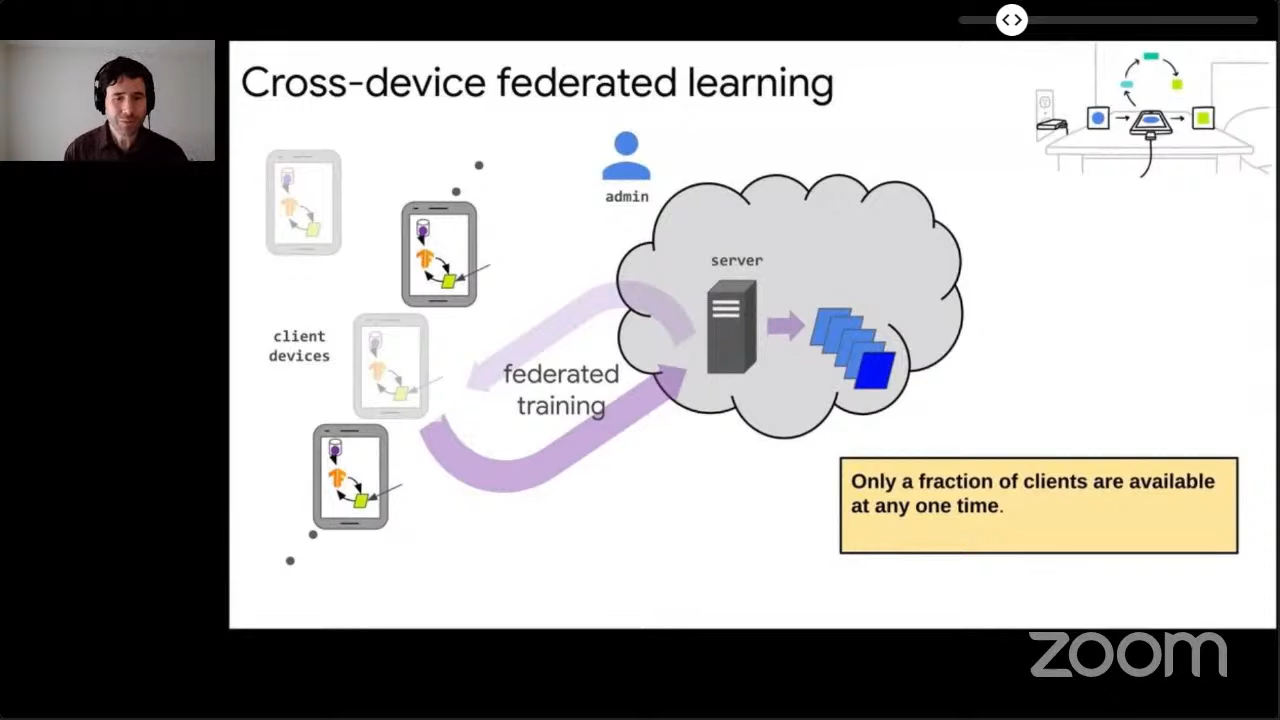 Cross-device federated learning
admin
server
client
devices
federated
training
Only a fraction of clients are available
at any one time.
zoom